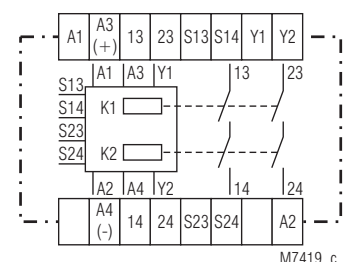 A1 A3 (+) 13 23 S13 S14 Y1 Y2
A1 A3 Y1 13 23
S13
S14
S23
S24
K1
K2
A2 A4 Y2 14 24
A4 (-) 14 24 S23 S24 A2
M7419_c